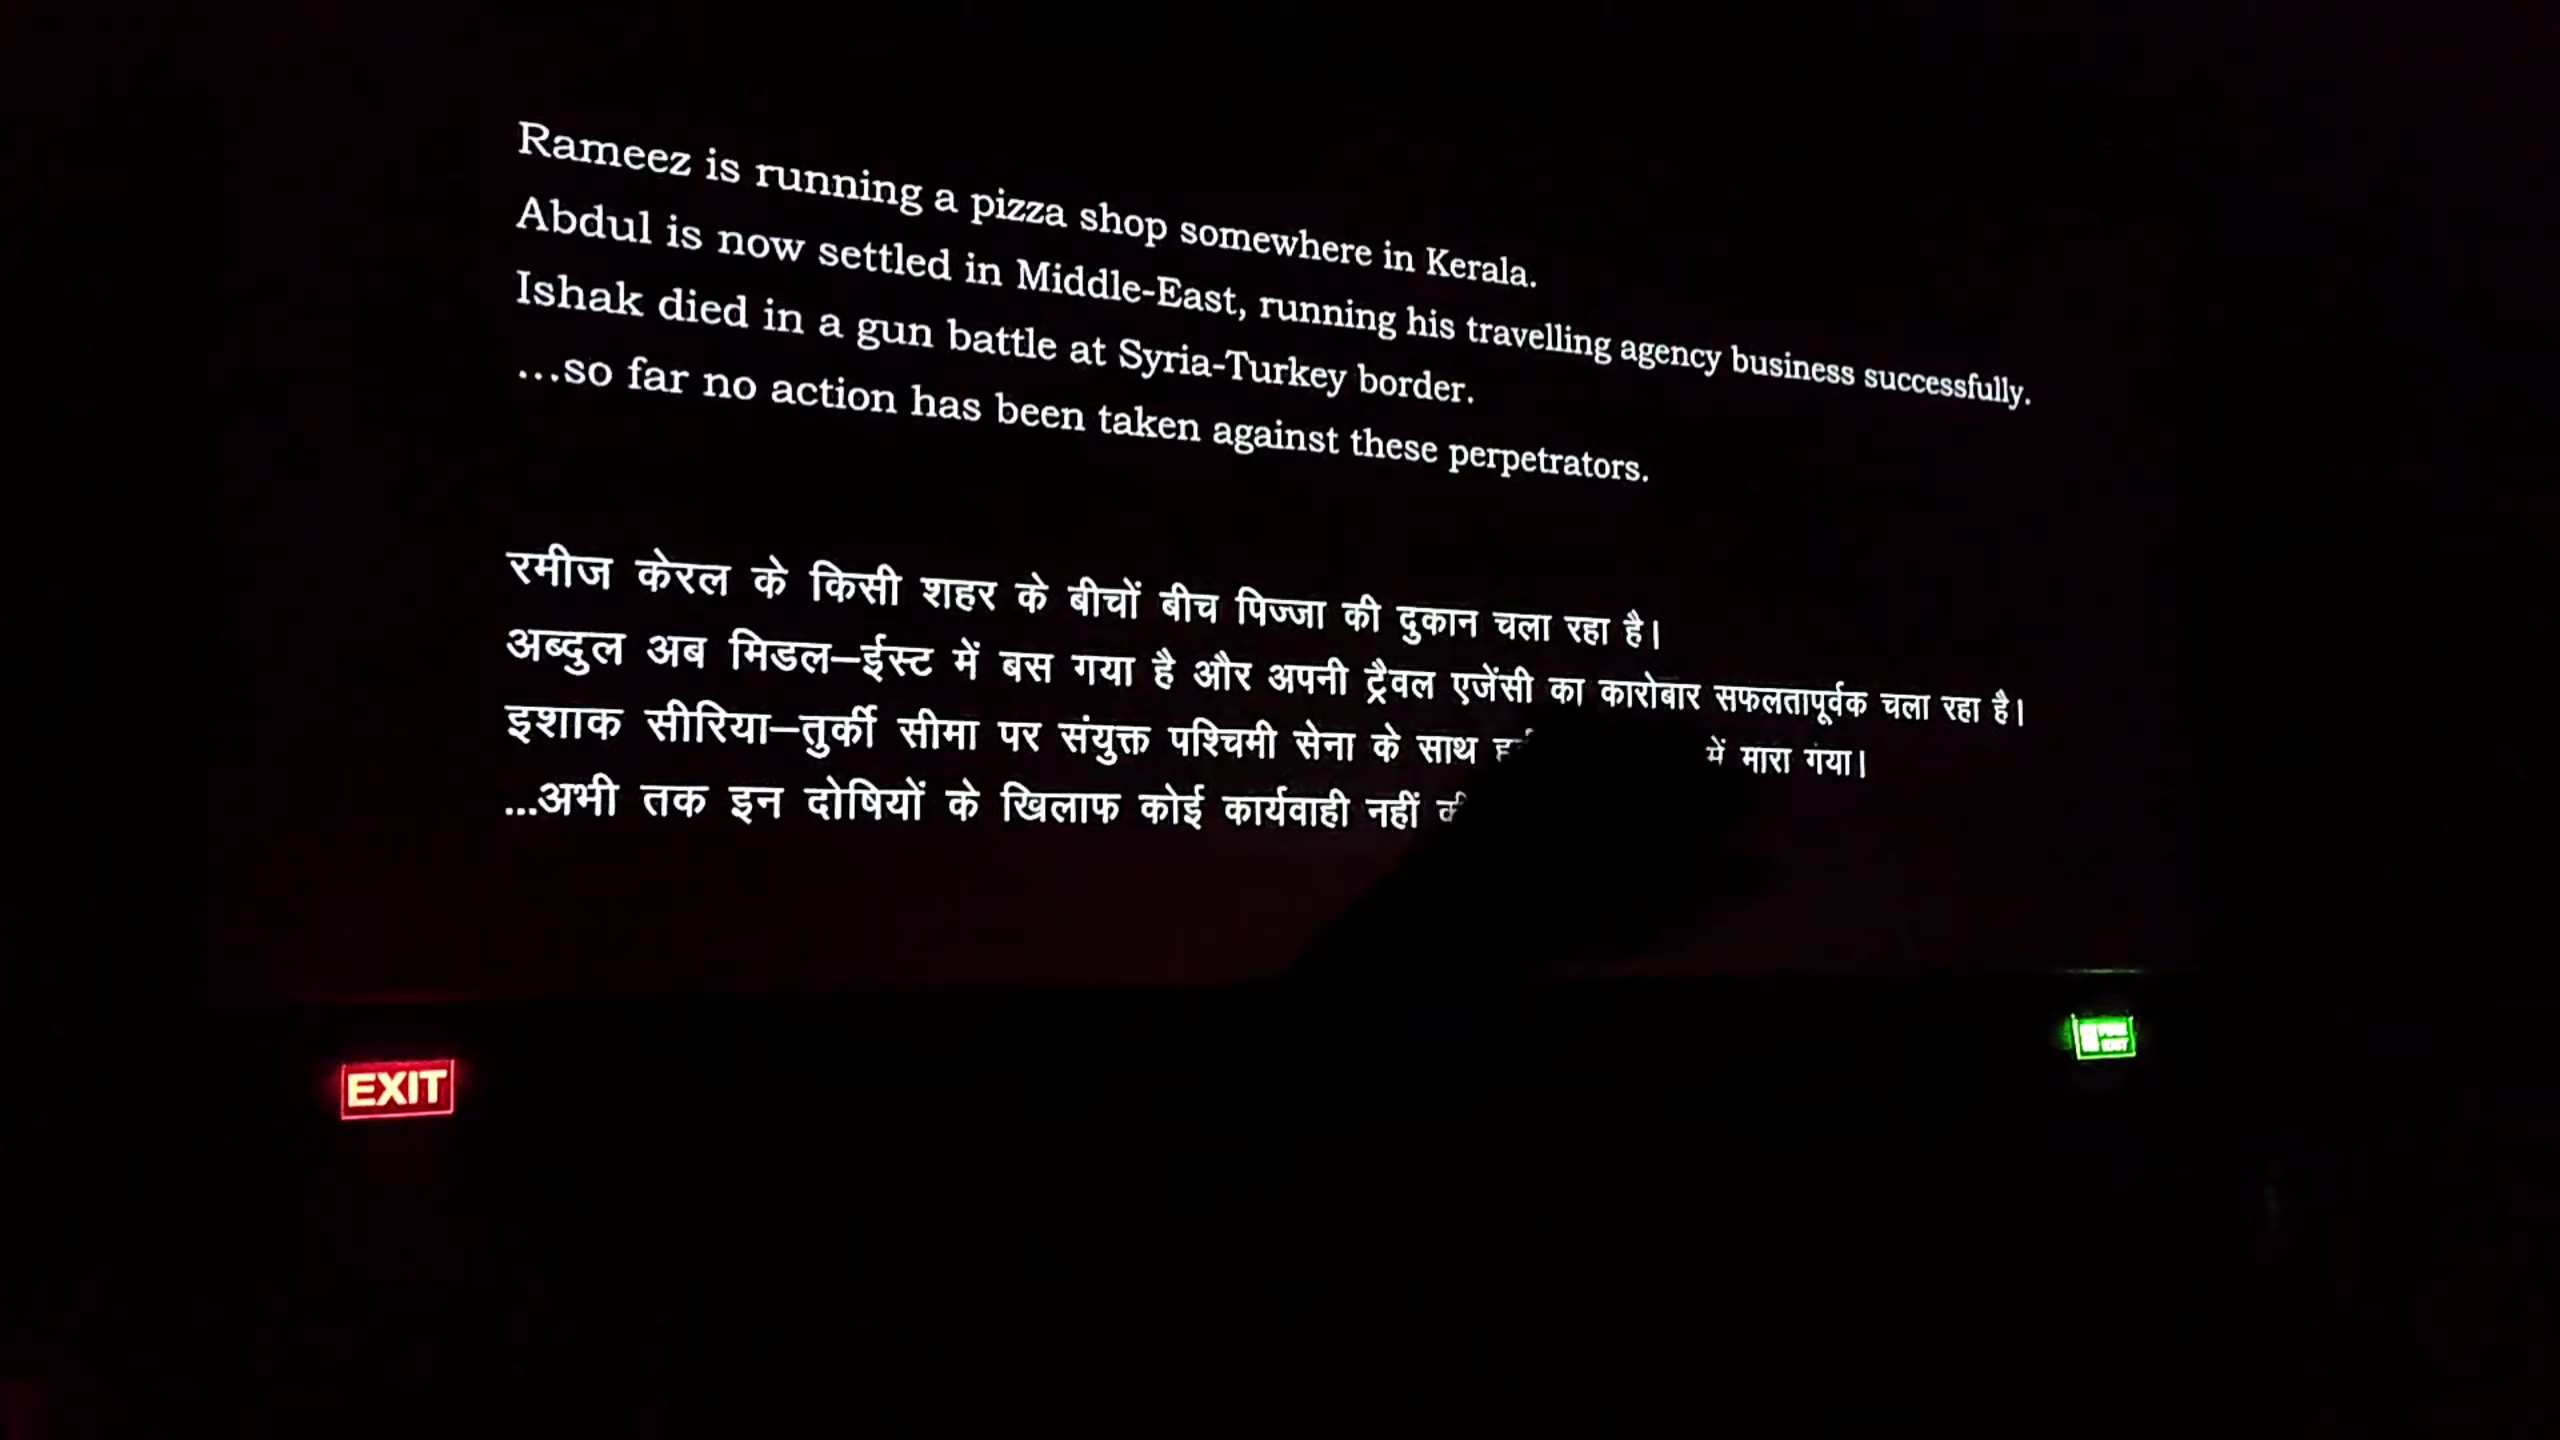 Rameez is running a pizza shop somewhere in Kerala.
Abdul is now settled in Middle-East, running his travelling agency business successfully.
Ishak died in a gun battle at Syria-Turkey border.
...so far no action has been taken against these perpetrators.
रमीज केरल के किसी शहर के बीचों बीच पिज्जा की दुकान चला रहा है।
अब्दुल अब मिडल–ईस्ट में बस गया है और अपनी ट्रैवल एजेंसी का कारोबार सफलतापूर्वक चला रहा है।
इशाक सीरिया–तुर्की सीमा पर संयुक्त पश्चिमी सेना के साथ में मारा गया।
...अभी तक इन दोषियों के खिलाफ कोई कार्यवाही नहीं
EXIT